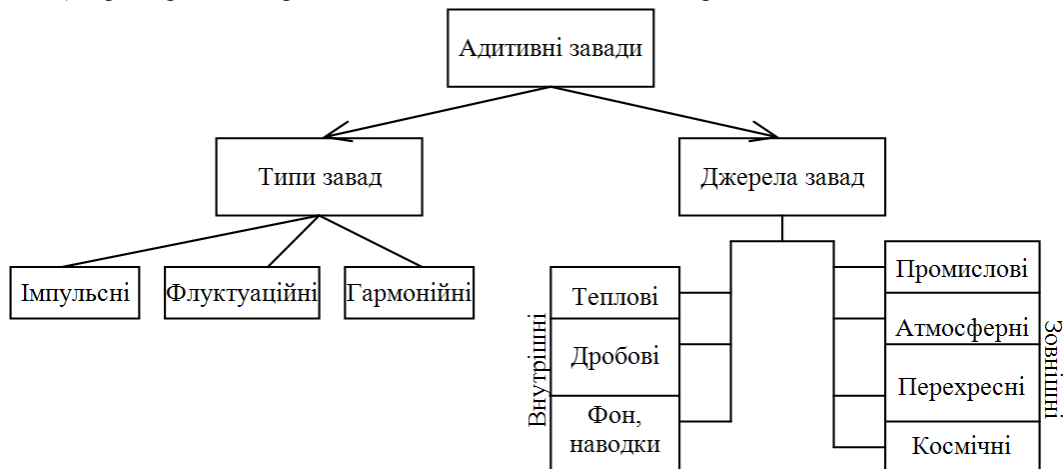 Адитивні завади
Типи завад
Джерела завад
Імпульсні
Флуктуаційні
Гармонійні
Внутрішні
Теплові
Дробові
Фон,
наводки
Промислові
Атмосферні
Перехресні
Космічні
Зовнішні